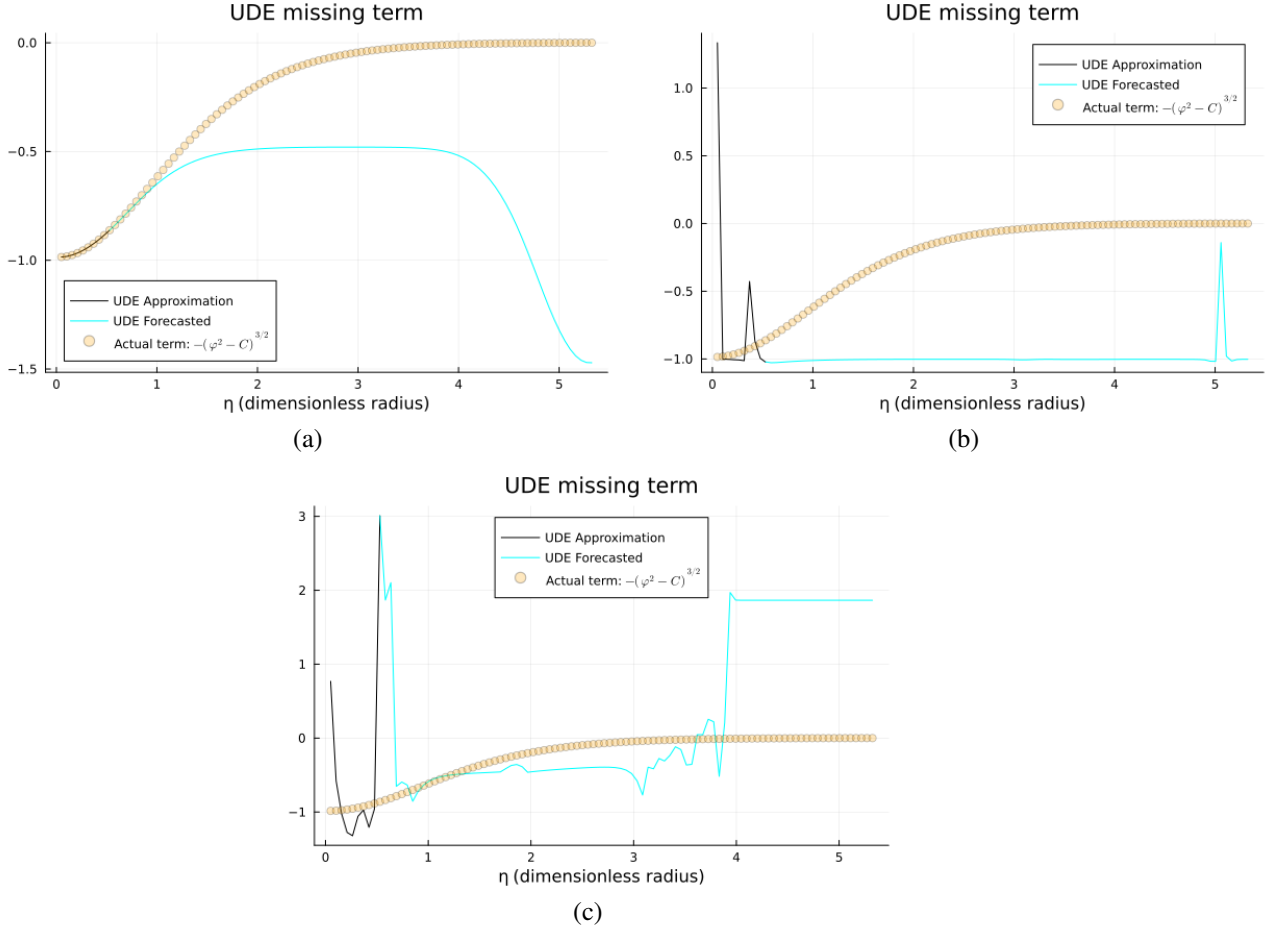 UDE missing term
0.0
−0.5
−1.0
−1.5
UDE Approximation
UDE Forecasted
Actual term: −(φ² − C)^{3/2}
0 1 2 3 4 5
η (dimensionless radius)
(a)
UDE missing term
1.0
0.5
0.0
−0.5
−1.0
UDE Approximation
UDE Forecasted
Actual term: −(φ² − C)^{3/2}
0 1 2 3 4 5
η (dimensionless radius)
(b)
UDE missing term
3
2
1
0
−1
UDE Approximation
UDE Forecasted
Actual term: −(φ² − C)^{3/2}
0 1 2 3 4 5
η (dimensionless radius)
(c)